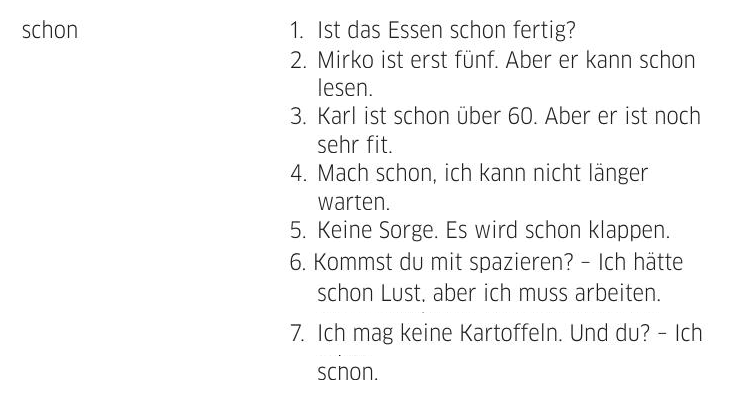 schon 1. Ist das Essen schon fertig?
2. Mirko ist erst fünf. Aber er kann schon
lesen.
3. Karl ist schon über 60. Aber er ist noch
sehr fit.
4. Mach schon, ich kann nicht länger
warten.
5. Keine Sorge. Es wird schon klappen.
6. Kommst du mit spazieren? – Ich hätte
schon Lust, aber ich muss arbeiten.
7. Ich mag keine Kartoffeln. Und du? – Ich
schon.